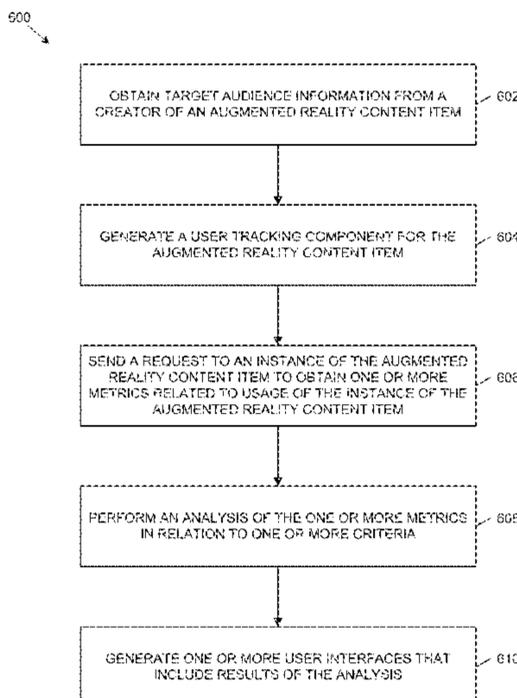 600
OBTAIN TARGET AUDIENCE INFORMATION FROM A
CREATOR OF AN AUGMENTED REALITY CONTENT ITEM
602
GENERATE A USER TRACKING COMPONENT FOR THE
AUGMENTED REALITY CONTENT ITEM
604
SEND A REQUEST TO AN INSTANCE OF THE AUGMENTED
REALITY CONTENT ITEM TO OBTAIN ONE OR MORE
METRICS RELATED TO USAGE OF THE INSTANCE OF THE
AUGMENTED REALITY CONTENT ITEM
606
PERFORM AN ANALYSIS OF THE ONE OR MORE METRICS
IN RELATION TO ONE OR MORE CRITERIA
608
GENERATE ONE OR MORE USER INTERFACES THAT
INCLUDE RESULTS OF THE ANALYSIS
610